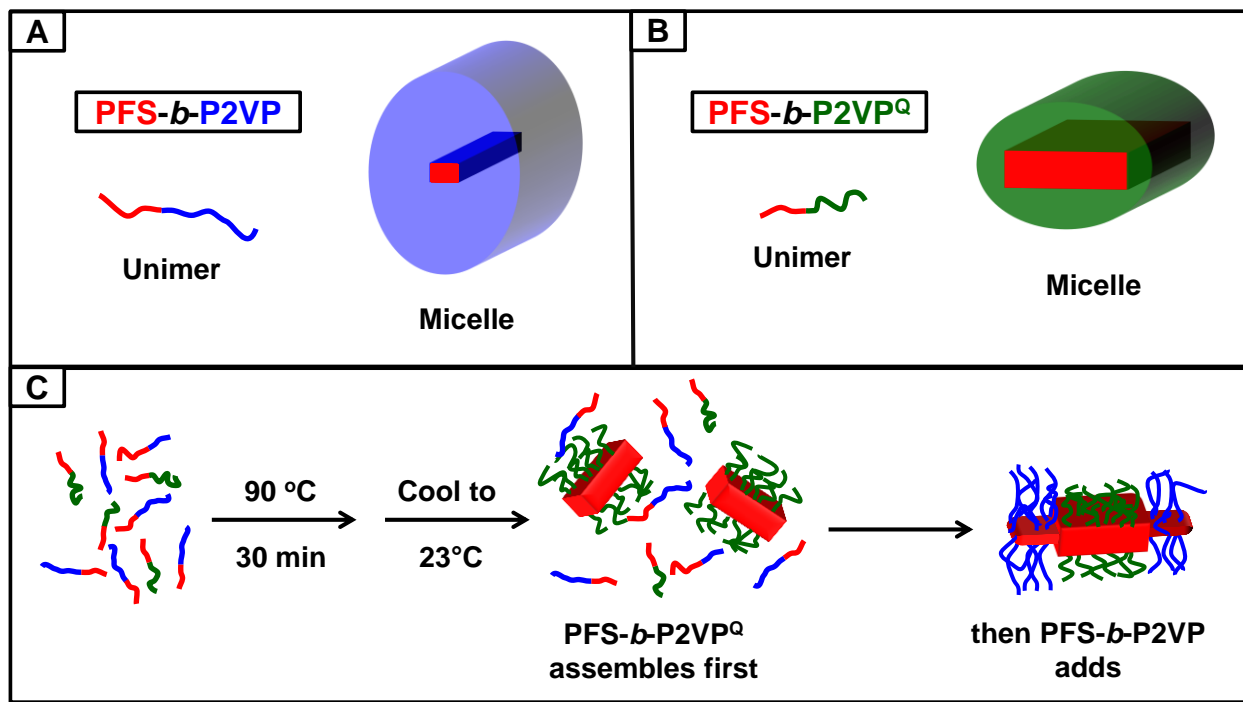 A
PFS-b-P2VP
Unimer
Micelle
B
PFS-b-P2VPQ
Unimer
Micelle
C
90 oC
30 min
Cool to
23°C
PFS-b-P2VPQ
assembles first
then PFS-b-P2VP
adds